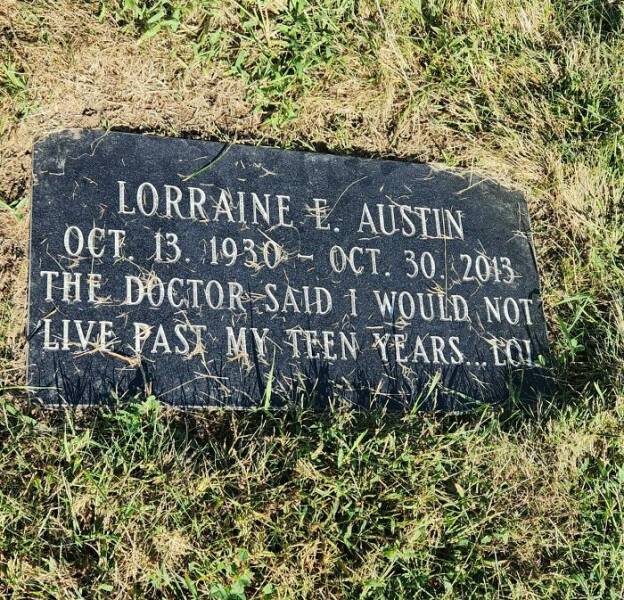 LORRAINE E. AUSTIN
OCT. 13. 1930 - OCT. 30. 2013
THE DOCTOR SAID I WOULD NOT
LIVE PAST MY TEEN YEARS...LOL